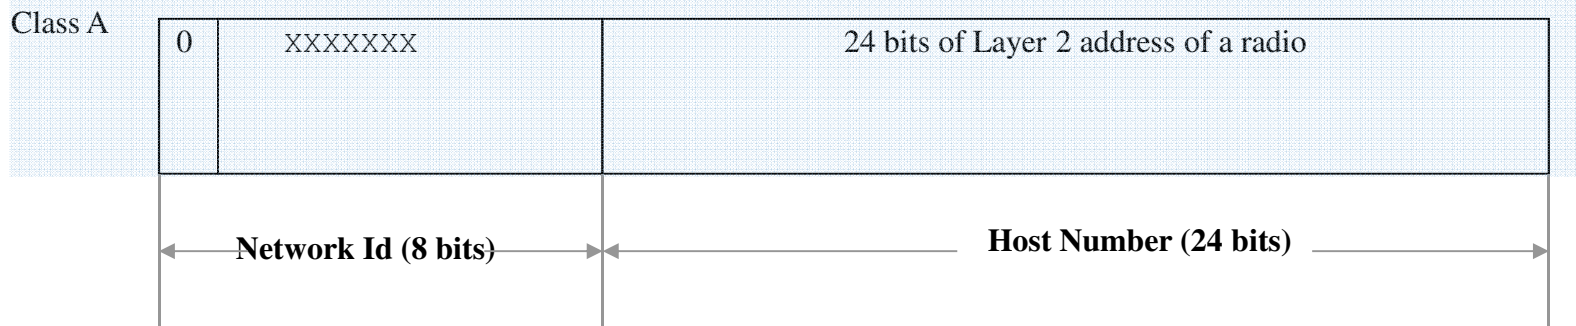 Class A
0 XXXXXXX 24 bits of Layer 2 address of a radio
Network Id (8 bits) Host Number (24 bits)